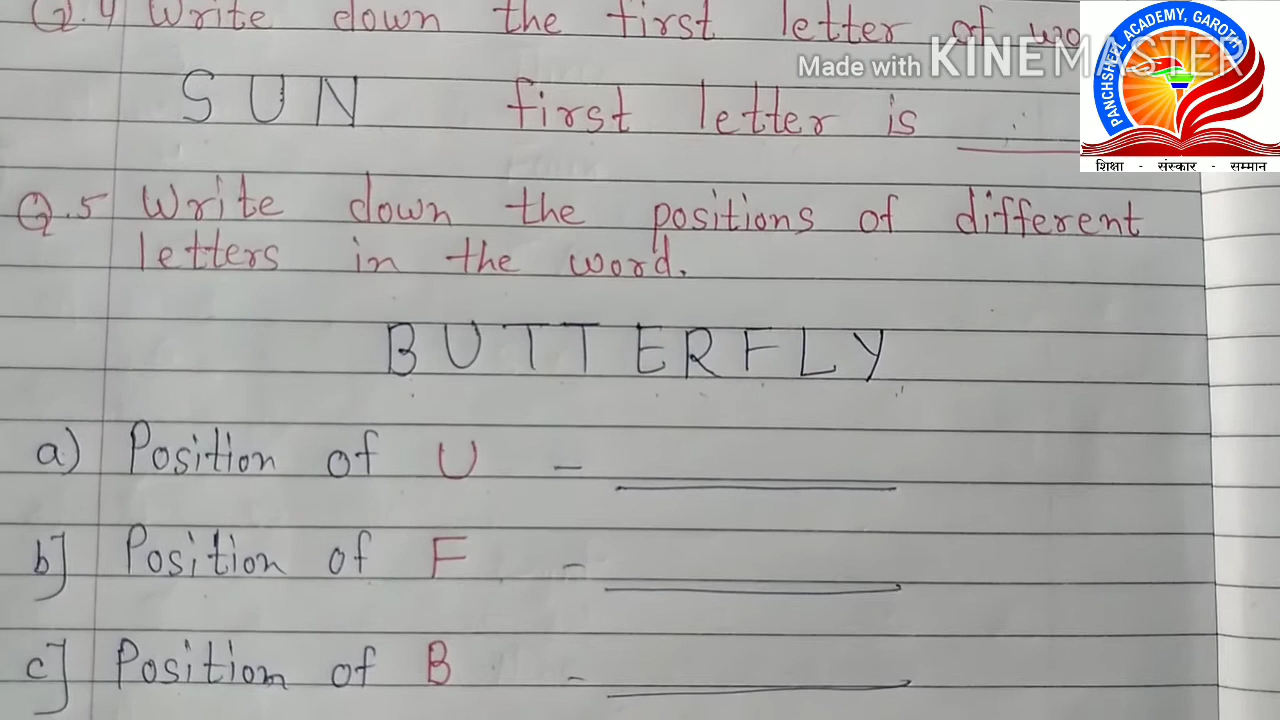 Q.4 Write down the first letter of
Made with KINEMASTER
PANCHSHEEL ACADEMY, GAROTH
SUN first letter is
शिक्षा - संस्कार - सम्मान
Q.5 Write down the positions of different
letters in the word.
BUTTERFLY
a) Position of U -
b] Position of F -
c] Position of B -